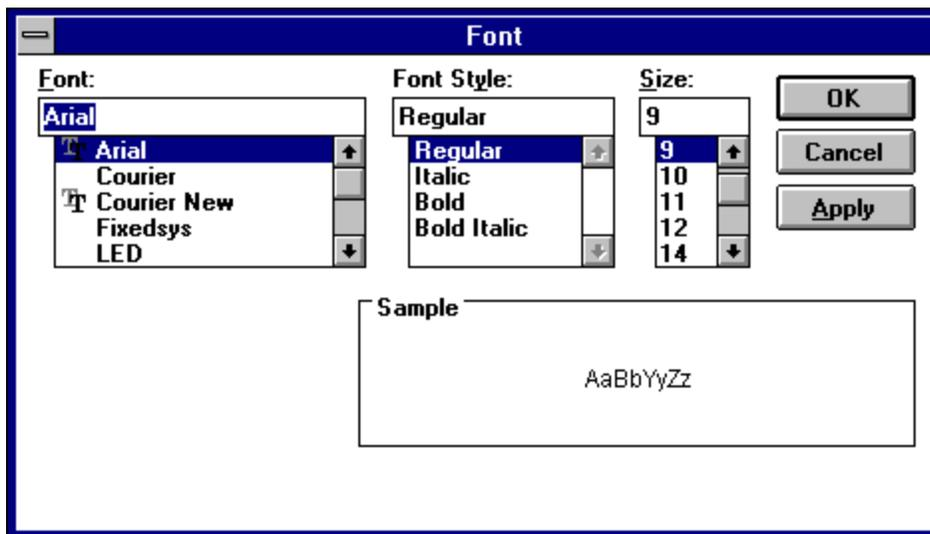 Font
Font:
Arial
Arial
Courier
Courier New
Fixedsys
LED
Font Style:
Regular
Regular
Italic
Bold
Bold Italic
Size:
9
9
10
11
12
14
OK
Cancel
Apply
Sample
AaBbYyZz